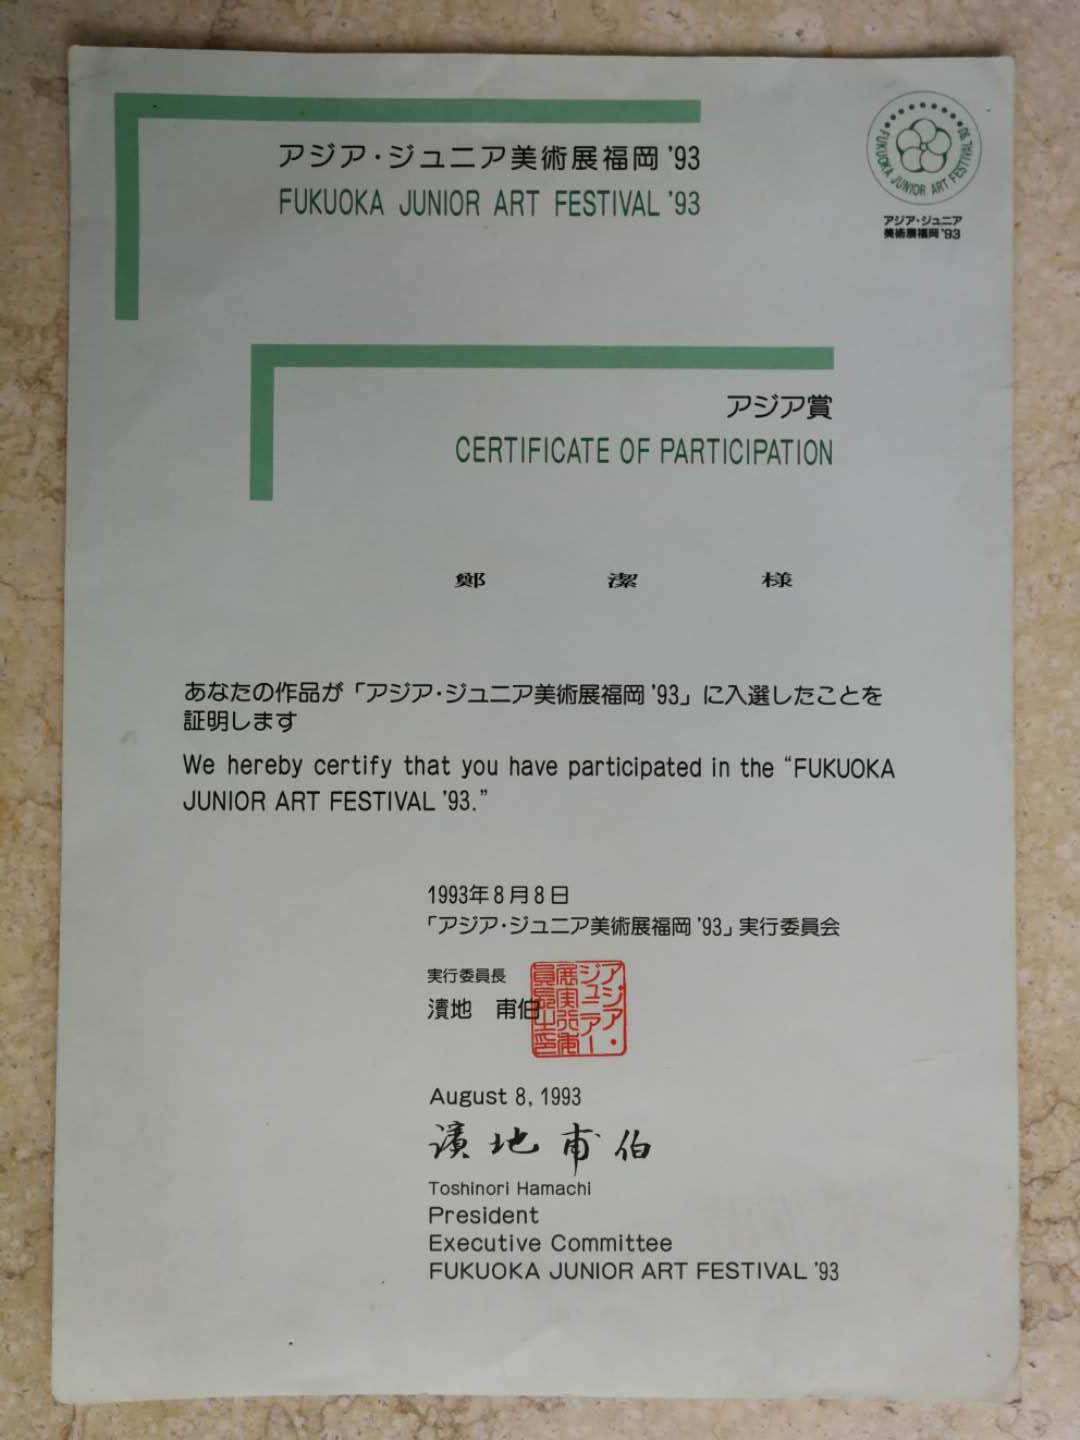 アジア・ジュニア美術展福岡 '93
FUKUOKA JUNIOR ART FESTIVAL '93
FUKUOKA JUNIOR ART FESTIVAL '93
アジア・ジュニア
美術展福岡 '93
アジア賞
CERTIFICATE OF PARTICIPATION
鄭 潔 様
あなたの作品が「アジア・ジュニア美術展福岡 '93」に入選したことを
証明します
We hereby certify that you have participated in the “FUKUOKA
JUNIOR ART FESTIVAL '93.”
1993年8月8日
「アジア・ジュニア美術展福岡 '93」実行委員会
実行委員長
濱地 甫伯
アジア・
ジュニアー
展実行委
員長之印
August 8, 1993
濱地甫伯
Toshinori Hamachi
President
Executive Committee
FUKUOKA JUNIOR ART FESTIVAL '93